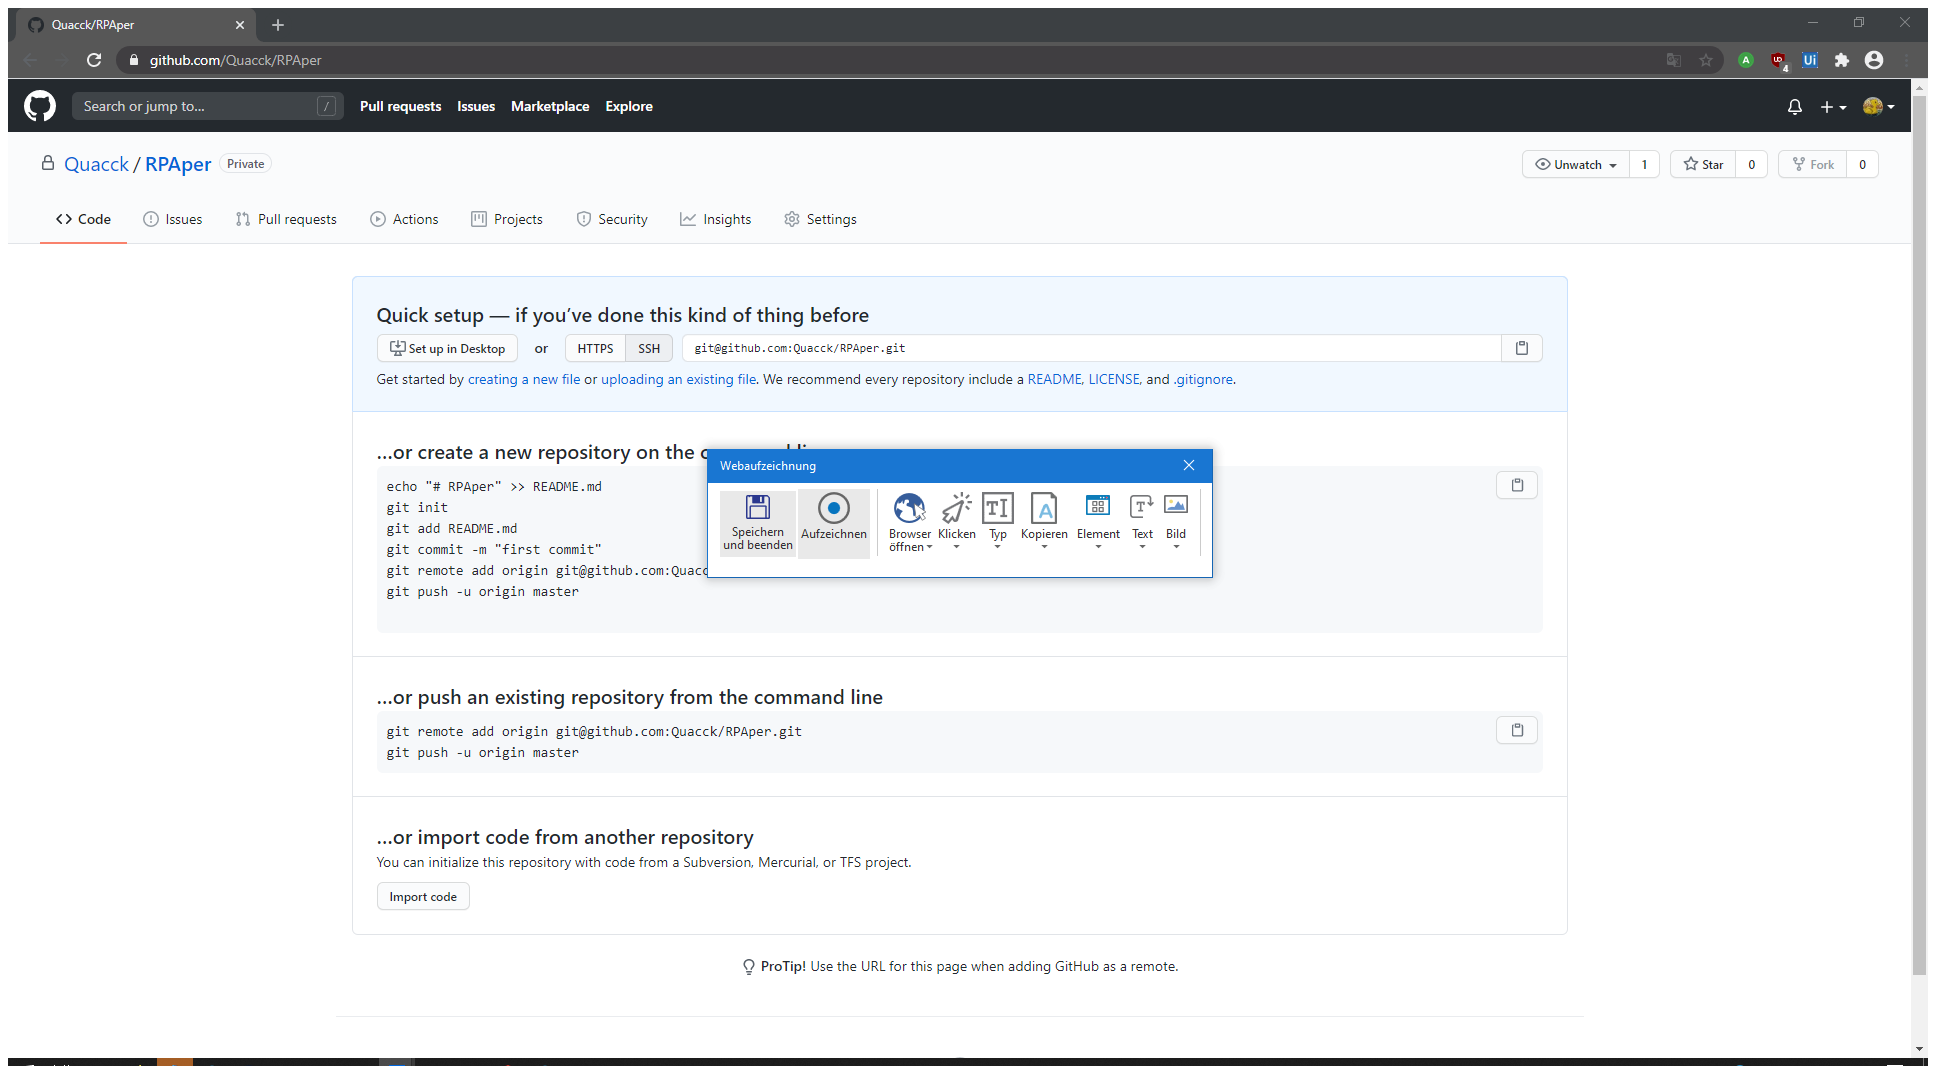 Quacck/RPAper
github.com/Quacck/RPAper
A
4
Ui
Search or jump to...
/
Pull requests
Issues
Marketplace
Explore
Quacck / RPAper
Private
Unwatch
1
Star
0
Fork
0
Code
Issues
Pull requests
Actions
Projects
Security
Insights
Settings
Quick setup — if you’ve done this kind of thing before
Set up in Desktop
or
HTTPS
SSH
git@github.com:Quacck/RPAper.git
Get started by creating a new file or uploading an existing file. We recommend every repository include a README, LICENSE, and .gitignore.
…or create a new repository on the
echo "# RPAper" >> README.md
git init
git add README.md
git commit -m "first commit"
git remote add origin git@github.com:Quacc
git push -u origin master
Webaufzeichnung
Speichern
und beenden
Aufzeichnen
Browser
öffnen
Klicken
Typ
Kopieren
Element
Text
Bild
…or push an existing repository from the command line
git remote add origin git@github.com:Quacck/RPAper.git
git push -u origin master
…or import code from another repository
You can initialize this repository with code from a Subversion, Mercurial, or TFS project.
Import code
ProTip! Use the URL for this page when adding GitHub as a remote.